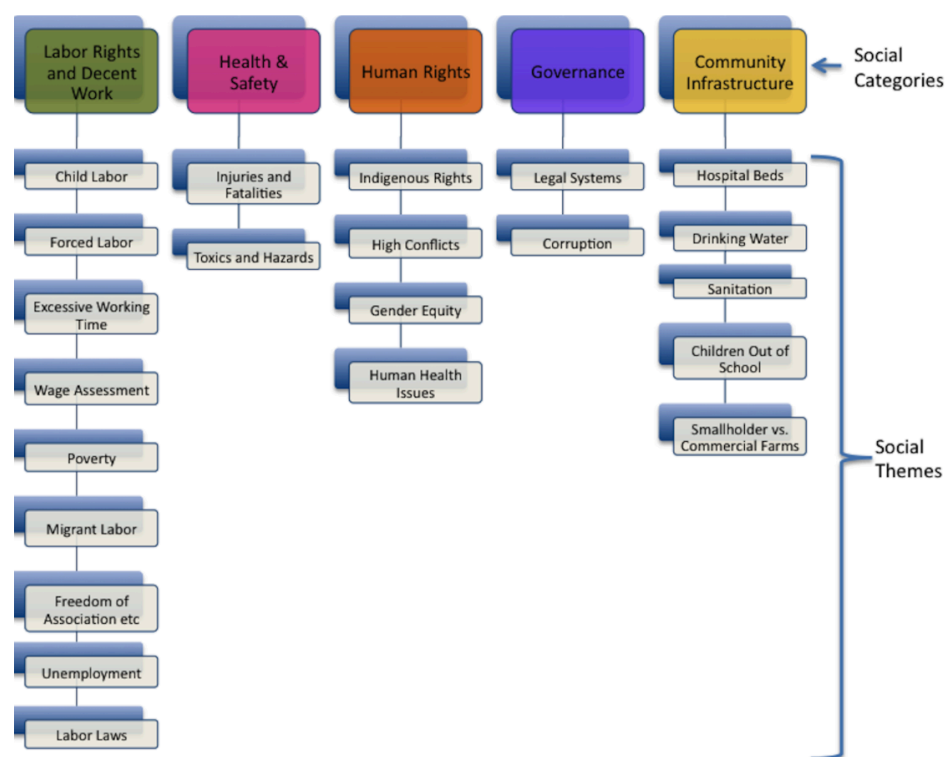 Labor Rights
and Decent
Work
Health &
Safety
Human Rights
Governance
Community
Infrastructure
Social
Categories
Child Labor
Forced Labor
Excessive Working
Time
Wage Assessment
Poverty
Migrant Labor
Freedom of
Association etc
Unemployment
Labor Laws
Injuries and
Fatalities
Toxics and Hazards
Indigenous Rights
High Conflicts
Gender Equity
Human Health
Issues
Legal Systems
Corruption
Hospital Beds
Drinking Water
Sanitation
Children Out of
School
Smallholder vs.
Commercial Farms
Social
Themes